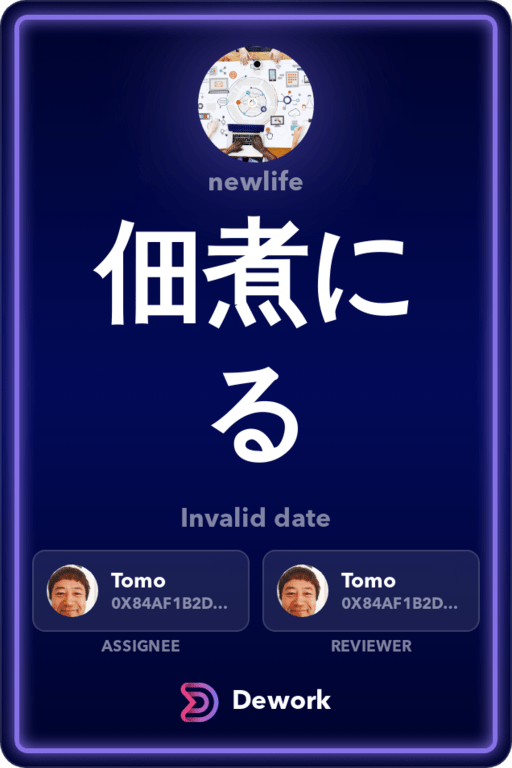 newlife
佃煮に
る
Invalid date
Tomo
0X84AF1B2D...
ASSIGNEE
Tomo
0X84AF1B2D...
REVIEWER
Dework